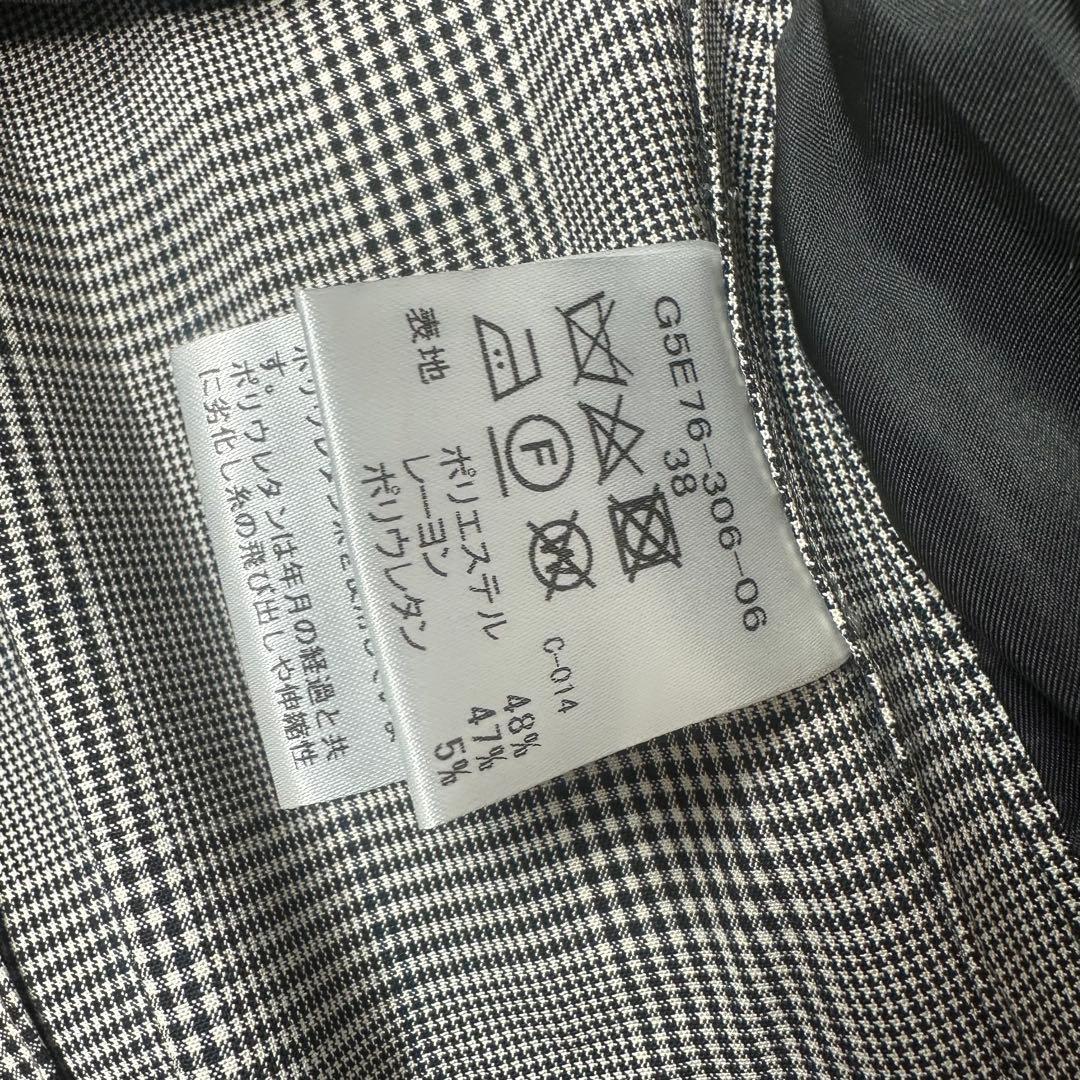 G5E76-306-06
38
F
W
C-014
表地
ポリエステル 48%
レーヨン 47%
ポリウレタン 5%
ず。
ポリウレタンは年月の経過と共
に劣化し糸の飛び出しや伸縮性